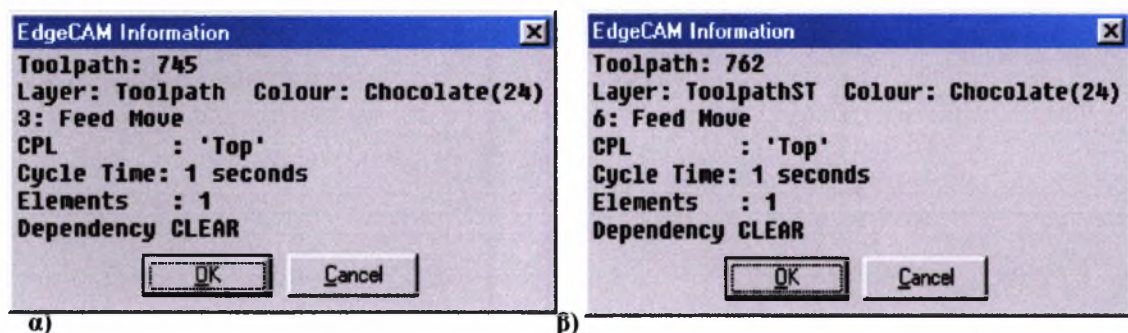 EdgeCAM Information
Toolpath: 745
Layer: Toolpath Colour: Chocolate(24)
3: Feed Move
CPL : 'Top'
Cycle Time: 1 seconds
Elements : 1
Dependency CLEAR
OK Cancel
α)
EdgeCAM Information
Toolpath: 762
Layer: ToolpathST Colour: Chocolate(24)
6: Feed Move
CPL : 'Top'
Cycle Time: 1 seconds
Elements : 1
Dependency CLEAR
OK Cancel
β)